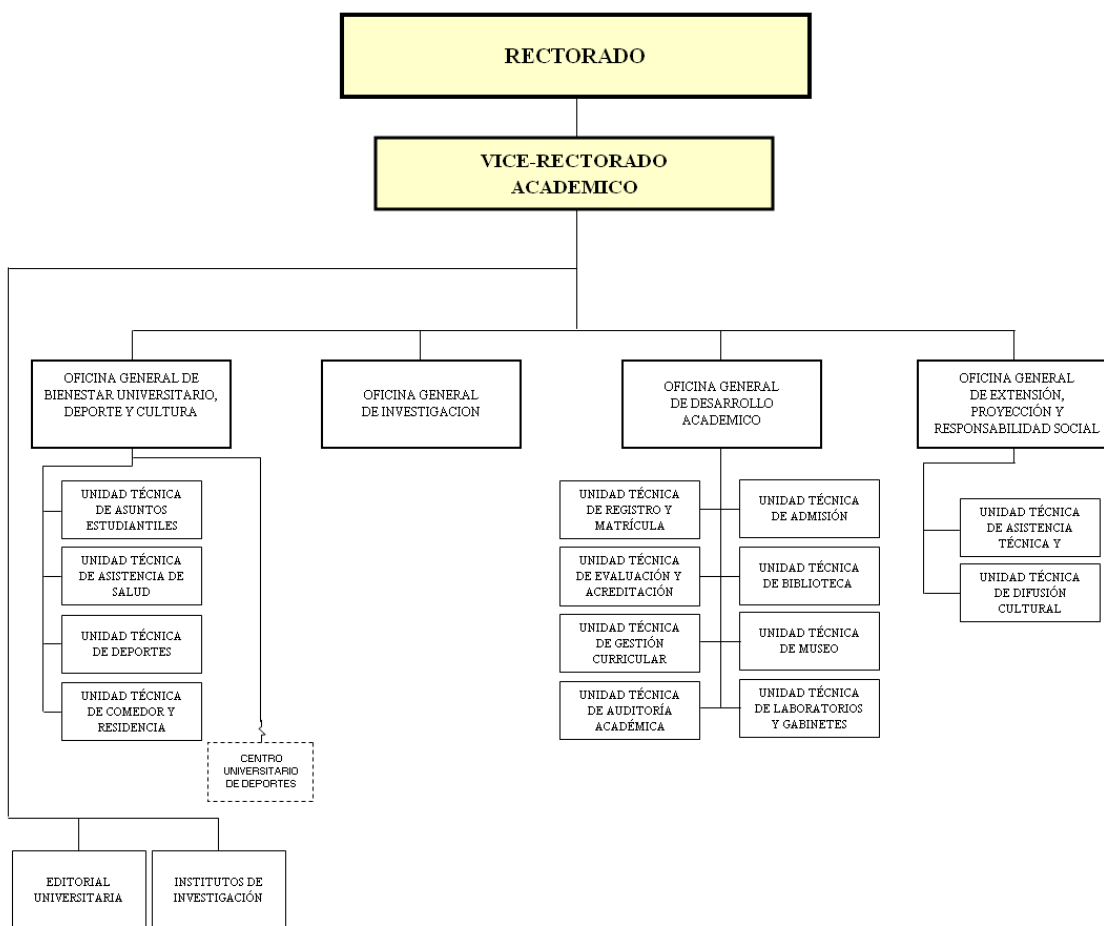 RECTORADO
VICE-RECTORADO
ACADEMICO
OFICINA GENERAL DE
BIENESTAR UNIVERSITARIO,
DEPORTE Y CULTURA
OFICINA GENERAL
DE INVESTIGACION
OFICINA GENERAL
DE DESARROLLO
ACADEMICO
OFICINA GENERAL
DE EXTENSIÓN,
PROYECCIÓN Y
RESPONSABILIDAD SOCIAL
UNIDAD TÉCNICA
DE ASUNTOS
ESTUDIANTILES
UNIDAD TÉCNICA
DE ASISTENCIA DE
SALUD
UNIDAD TÉCNICA
DE DEPORTES
UNIDAD TÉCNICA
DE COMEDOR Y
RESIDENCIA
CENTRO
UNIVERSITARIO
DE DEPORTES
UNIDAD TÉCNICA
DE REGISTRO Y
MATRÍCULA
UNIDAD TÉCNICA
DE ADMISIÓN
UNIDAD TÉCNICA
DE EVALUACIÓN Y
ACREDITACIÓN
UNIDAD TÉCNICA
DE BIBLIOTECA
UNIDAD TÉCNICA
DE GESTIÓN
CURRICULAR
UNIDAD TÉCNICA
DE MUSEO
UNIDAD TÉCNICA
DE AUDITORÍA
ACADÉMICA
UNIDAD TÉCNICA
DE LABORATORIOS
Y GABINETES
UNIDAD TÉCNICA
DE ASISTENCIA
TÉCNICA Y
UNIDAD TÉCNICA
DE DIFUSIÓN
CULTURAL
EDITORIAL
UNIVERSITARIA
INSTITUTOS DE
INVESTIGACIÓN